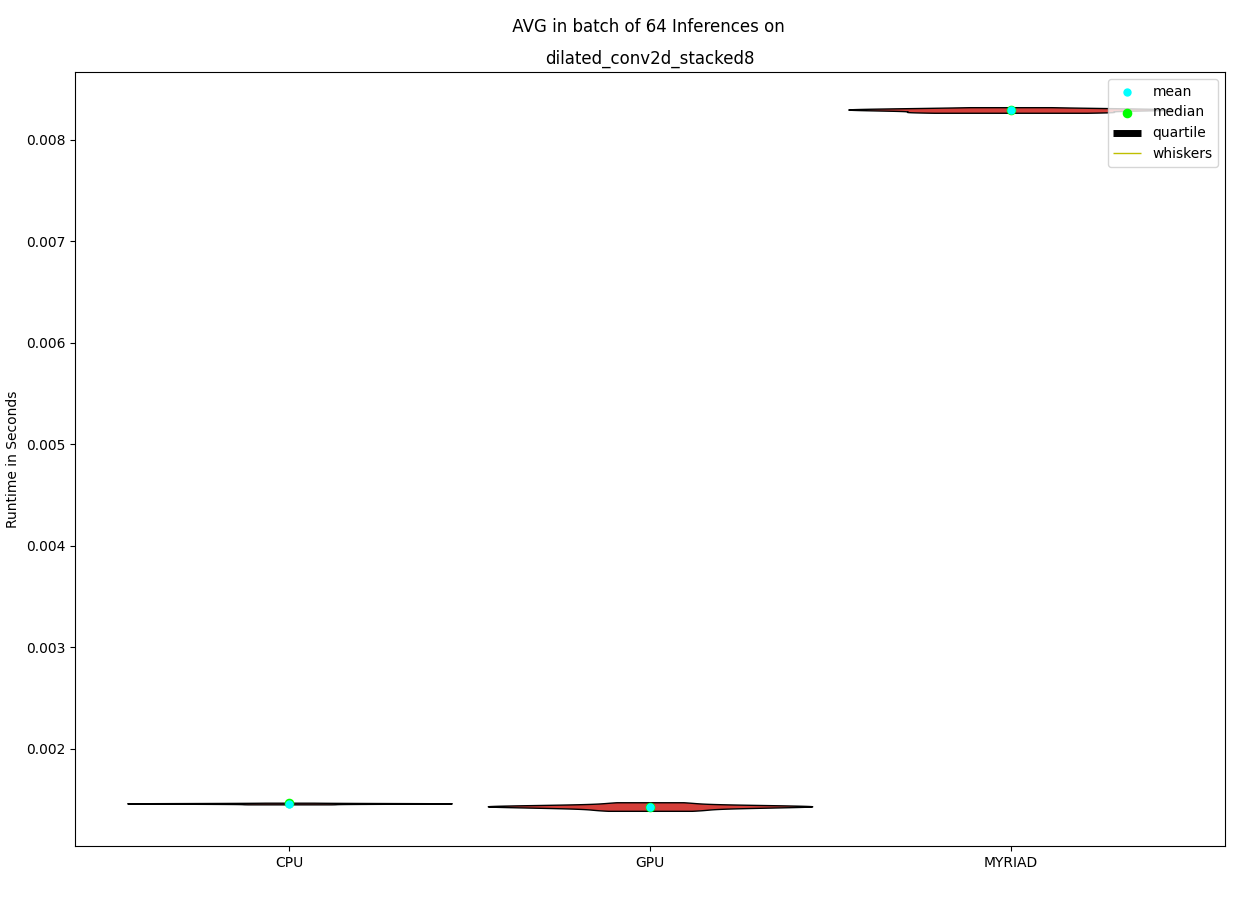 AVG in batch of 64 Inferences on
dilated_conv2d_stacked8
mean
median
quartile
whiskers
0.008
0.007
0.006
0.005
0.004
0.003
0.002
Runtime in Seconds
CPU
GPU
MYRIAD